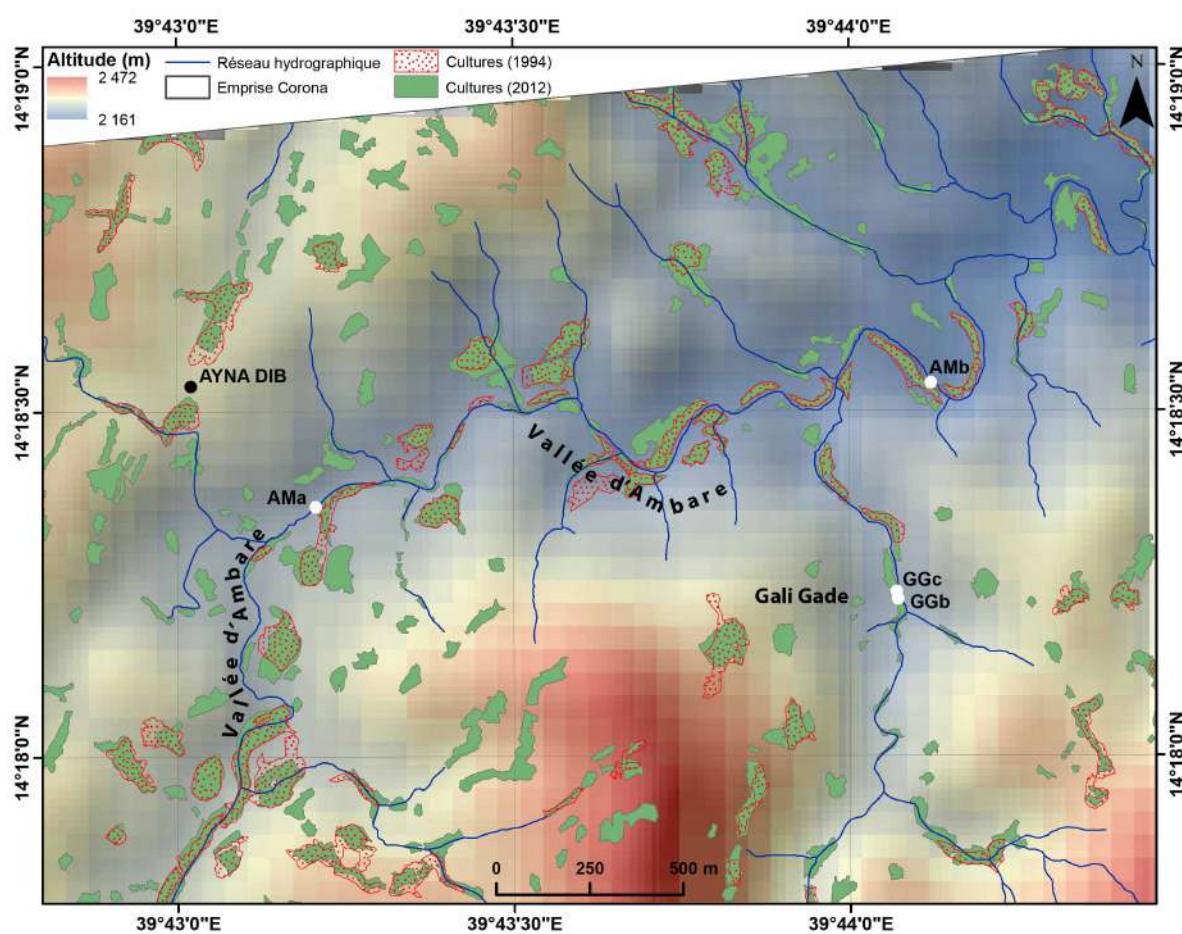 39°43'0"E 39°43'30"E 39°44'0"E
Altitude (m)
2 472
2 161
Réseau hydrographique
Emprise Corona
Cultures (1994)
Cultures (2012)
N
14°19'0"N 14°19'0"N
AYNA DIB
AMb
14°18'30"N 14°18'30"N
Vallée d'Ambare
AMa
Vallée d'Ambare
GGc
Gali Gade
GGb
14°18'0"N 14°18'0"N
0 250 500 m
39°43'0"E 39°43'30"E 39°44'0"E